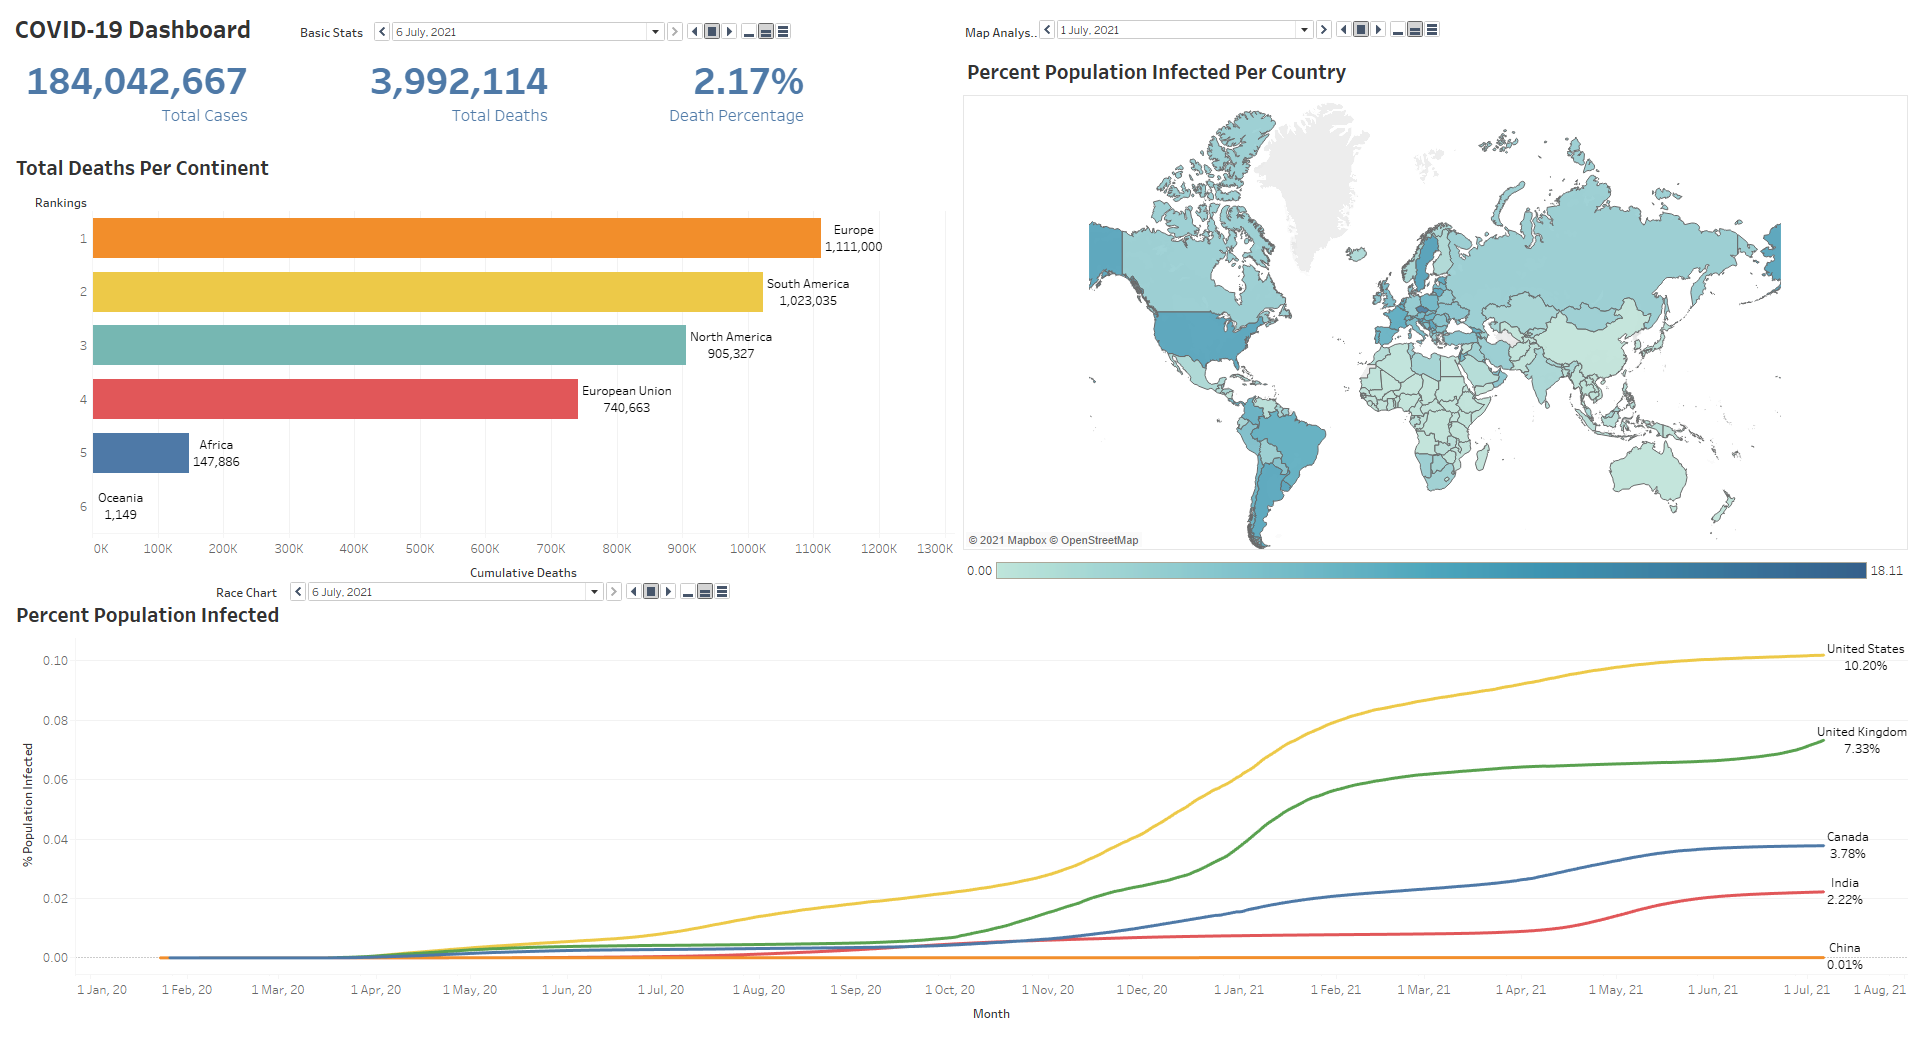 COVID-19 Dashboard
Basic Stats
6 July, 2021
Map Analys..
1 July, 2021
184,042,667
Total Cases
3,992,114
Total Deaths
2.17%
Death Percentage
Percent Population Infected Per Country
Total Deaths Per Continent
Rankings
1
Europe
1,111,000
2
South America
1,023,035
3
North America
905,327
4
European Union
740,663
5
Africa
147,886
6
Oceania
1,149
0K 100K 200K 300K 400K 500K 600K 700K 800K 900K 1000K 1100K 1200K 1300K
Cumulative Deaths
© 2021 Mapbox © OpenStreetMap
0.00
18.11
Race Chart
6 July, 2021
Percent Population Infected
% Population Infected
0.10
0.08
0.06
0.04
0.02
0.00
United States
10.20%
United Kingdom
7.33%
Canada
3.78%
India
2.22%
China
0.01%
1 Jan, 20 1 Feb, 20 1 Mar, 20 1 Apr, 20 1 May, 20 1 Jun, 20 1 Jul, 20 1 Aug, 20 1 Sep, 20 1 Oct, 20 1 Nov, 20 1 Dec, 20 1 Jan, 21 1 Feb, 21 1 Mar, 21 1 Apr, 21 1 May, 21 1 Jun, 21 1 Jul, 21 1 Aug, 21
Month